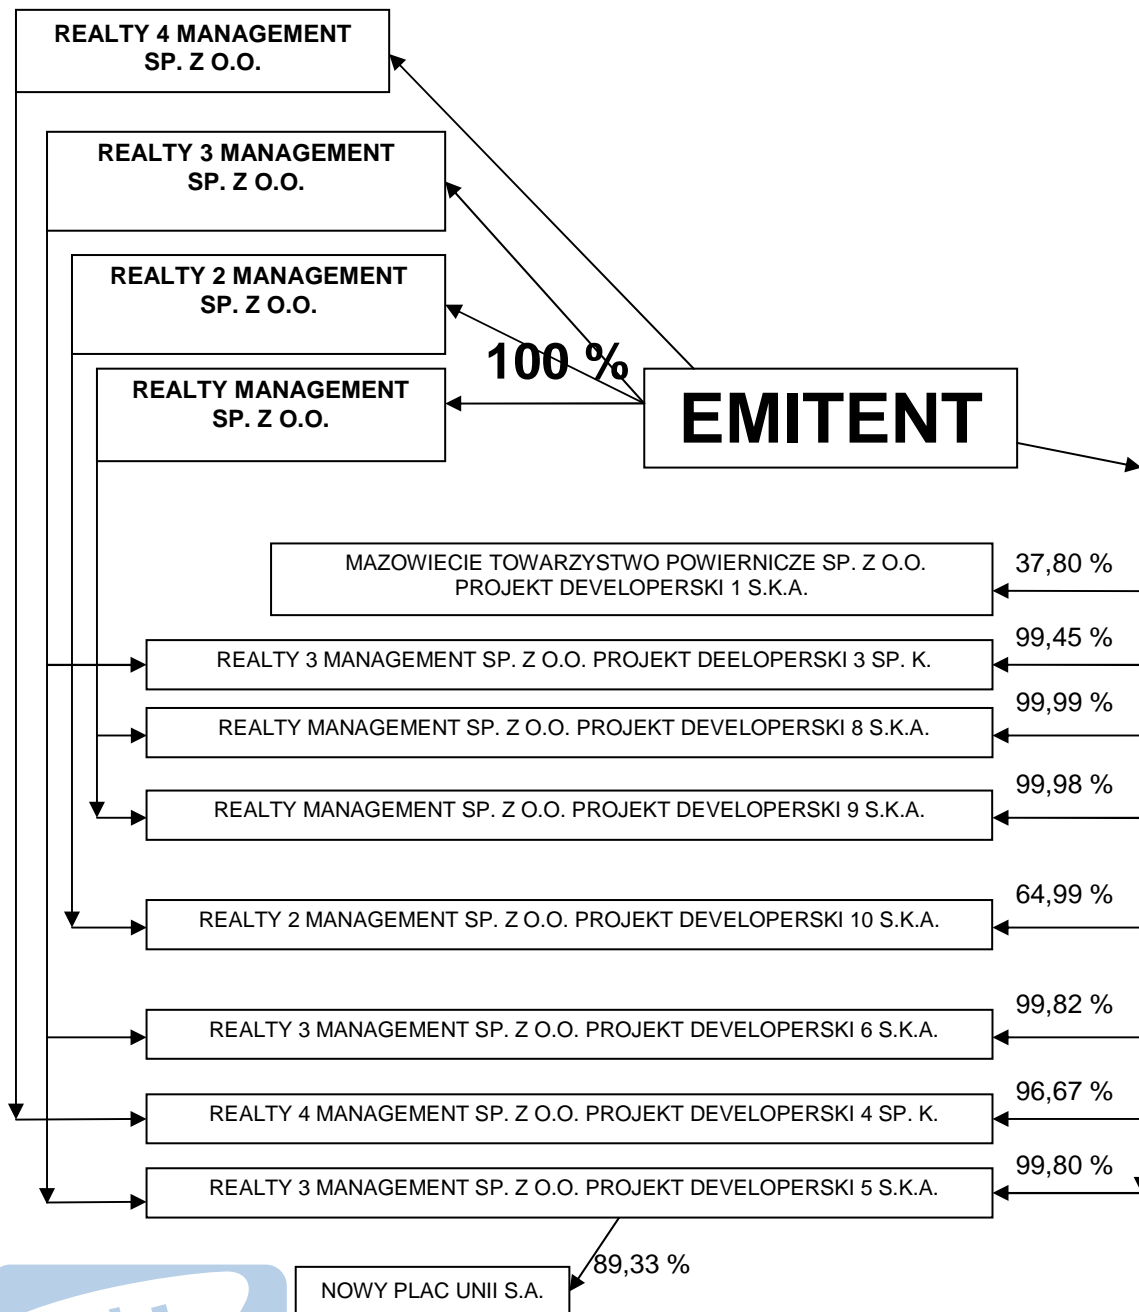 REALTY 4 MANAGEMENT
SP. Z O.O.
REALTY 3 MANAGEMENT
SP. Z O.O.
REALTY 2 MANAGEMENT
SP. Z O.O.
100 %
REALTY MANAGEMENT
SP. Z O.O.
EMITENT
MAZOWIECIE TOWARZYSTWO POWIERNICZE SP. Z O.O.
PROJEKT DEVELOPERSKI 1 S.K.A.
37,80 %
REALTY 3 MANAGEMENT SP. Z O.O. PROJEKT DEELOPERSKI 3 SP. K.
99,45 %
REALTY MANAGEMENT SP. Z O.O. PROJEKT DEVELOPERSKI 8 S.K.A.
99,99 %
REALTY MANAGEMENT SP. Z O.O. PROJEKT DEVELOPERSKI 9 S.K.A.
99,98 %
REALTY 2 MANAGEMENT SP. Z O.O. PROJEKT DEVELOPERSKI 10 S.K.A.
64,99 %
REALTY 3 MANAGEMENT SP. Z O.O. PROJEKT DEVELOPERSKI 6 S.K.A.
99,82 %
REALTY 4 MANAGEMENT SP. Z O.O. PROJEKT DEVELOPERSKI 4 SP. K.
96,67 %
REALTY 3 MANAGEMENT SP. Z O.O. PROJEKT DEVELOPERSKI 5 S.K.A.
99,80 %
89,33 %
NOWY PLAC UNII S.A.